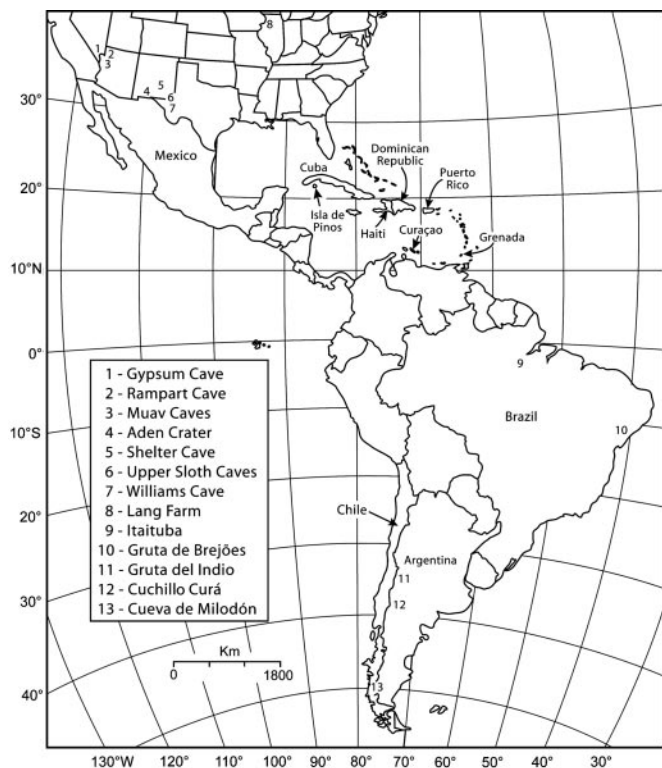 8
1
2
3
4
5
6
7
30°
Mexico
Dominican
Republic
Puerto
Rico
Cuba
20°
Isla de
Pinos
Haiti
Curaçao
Grenada
10°N
0°
9
1 - Gypsum Cave
2 - Rampart Cave
3 - Muav Caves
4 - Aden Crater
5 - Shelter Cave
6 - Upper Sloth Caves
7 - Williams Cave
8 - Lang Farm
9 - Itaituba
10 - Gruta de Brejões
11 - Gruta del Indio
12 - Cuchillo Curá
13 - Cueva de Milodón
Brazil
10
10°S
20°
Chile
Argentina
11
12
30°
Km
0
1800
13
40°
130°W
120°
110°
100°
90°
80°
70°
60°
50°
40°
30°